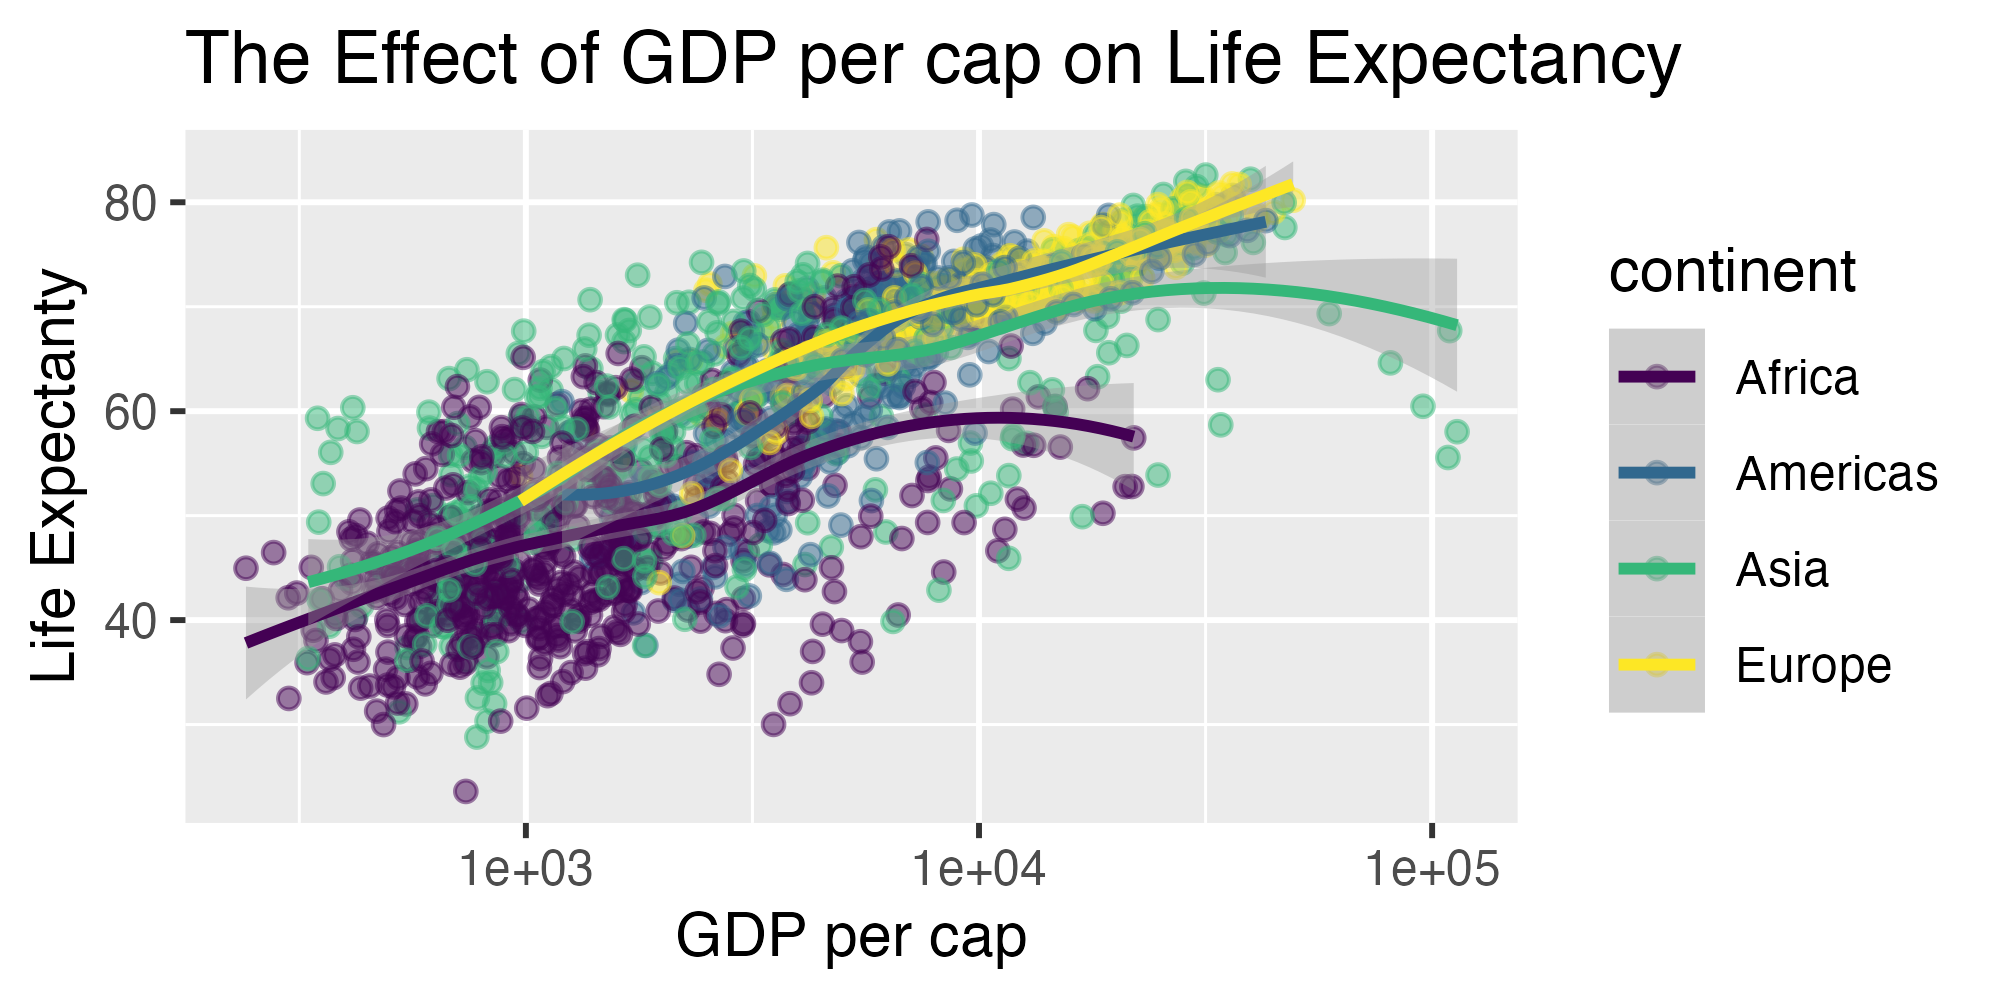 The Effect of GDP per cap on Life Expectancy
80
60
40
Life Expectanty
1e+03
1e+04
1e+05
GDP per cap
continent
Africa
Americas
Asia
Europe